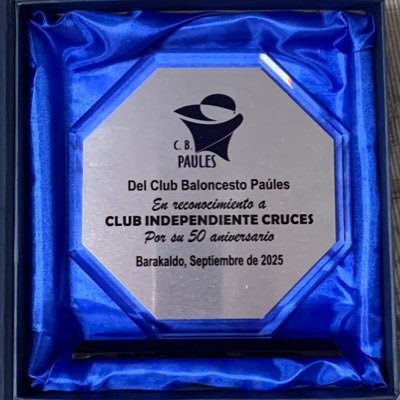 C. B.
PAULES
Del Club Baloncesto Paúles
En reconocimiento a
CLUB INDEPENDIENTE CRUCES
Por su 50 aniversario
Barakaldo, Septiembre de 2025